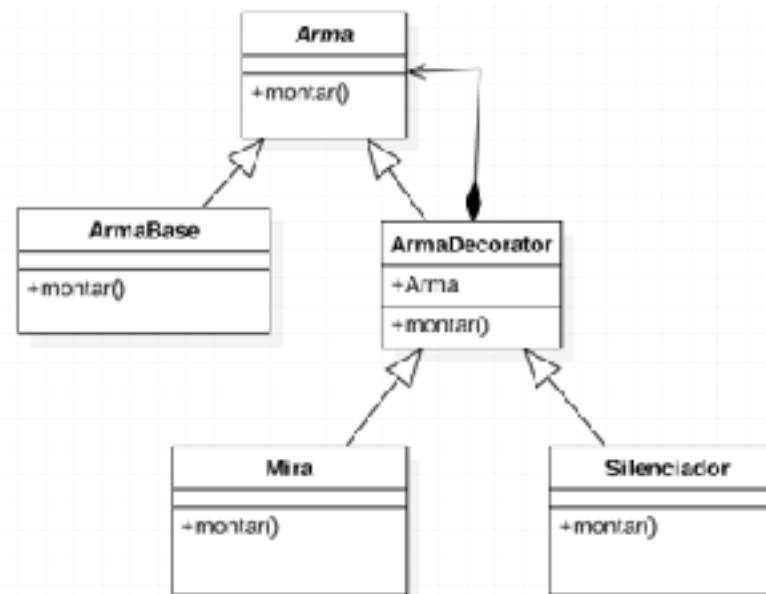 Arma
+montar()
ArmaBase
+montar()
ArmaDecorator
+Arma
+montar()
Mira
+montar()
Silenciador
+montar()